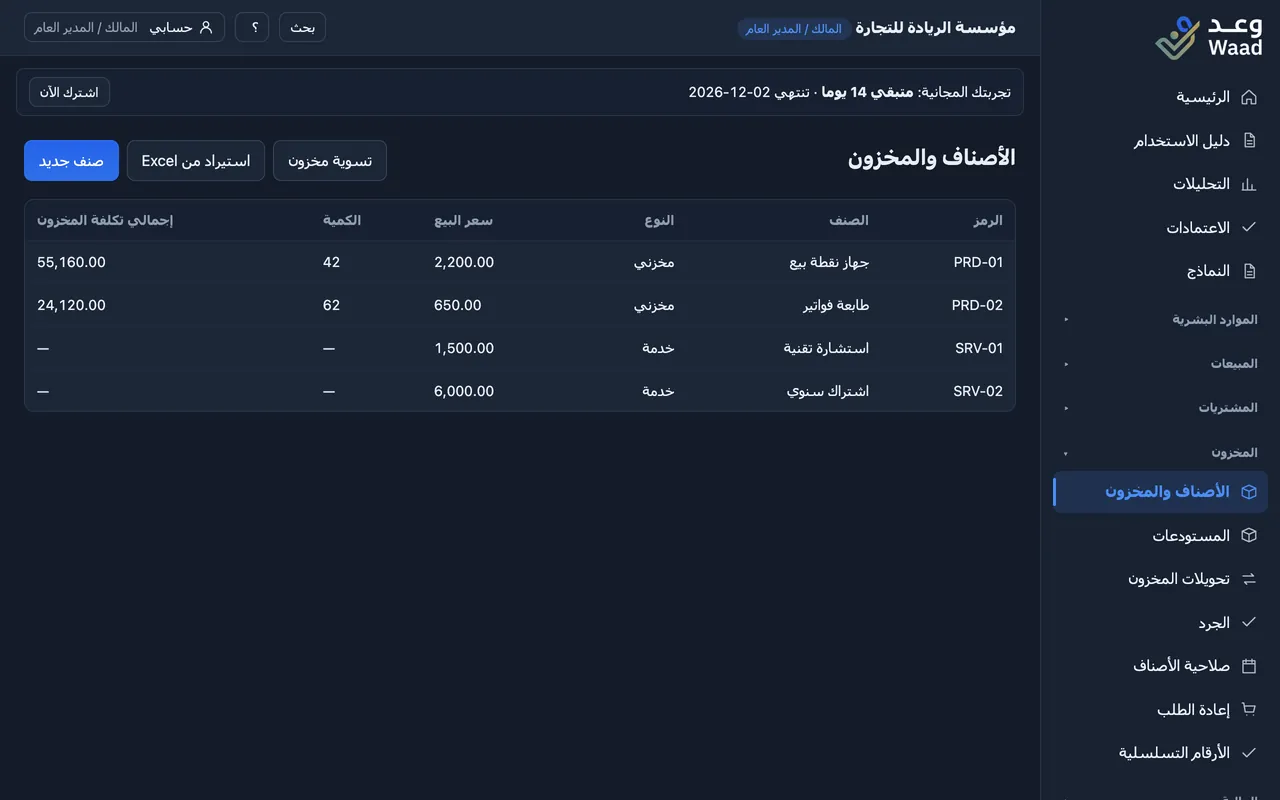 وعد
Waad
الرئيسية
دليل الاستخدام
التحليلات
الاعتمادات
النماذج
الموارد البشرية
المبيعات
المشتريات
المخزون
الأصناف والمخزون
المستودعات
تحويلات المخزون
الجرد
صلاحية الأصناف
إعادة الطلب
الأرقام التسلسلية
مؤسسة الريادة للتجارة المالك / المدير العام
بحث
؟
حسابي المالك / المدير العام
تجربتك المجانية: متبقي 14 يوما · تنتهي 02-12-2026
اشترك الآن
الأصناف والمخزون
تسوية مخزون
استيراد من Excel
صنف جديد
الرمز الصنف النوع سعر البيع الكمية إجمالي تكلفة المخزون
PRD-01 جهاز نقطة بيع مخزني 2,200.00 42 55,160.00
PRD-02 طابعة فواتير مخزني 650.00 62 24,120.00
SRV-01 استشارة تقنية خدمة 1,500.00 — —
SRV-02 اشتراك سنوي خدمة 6,000.00 — —